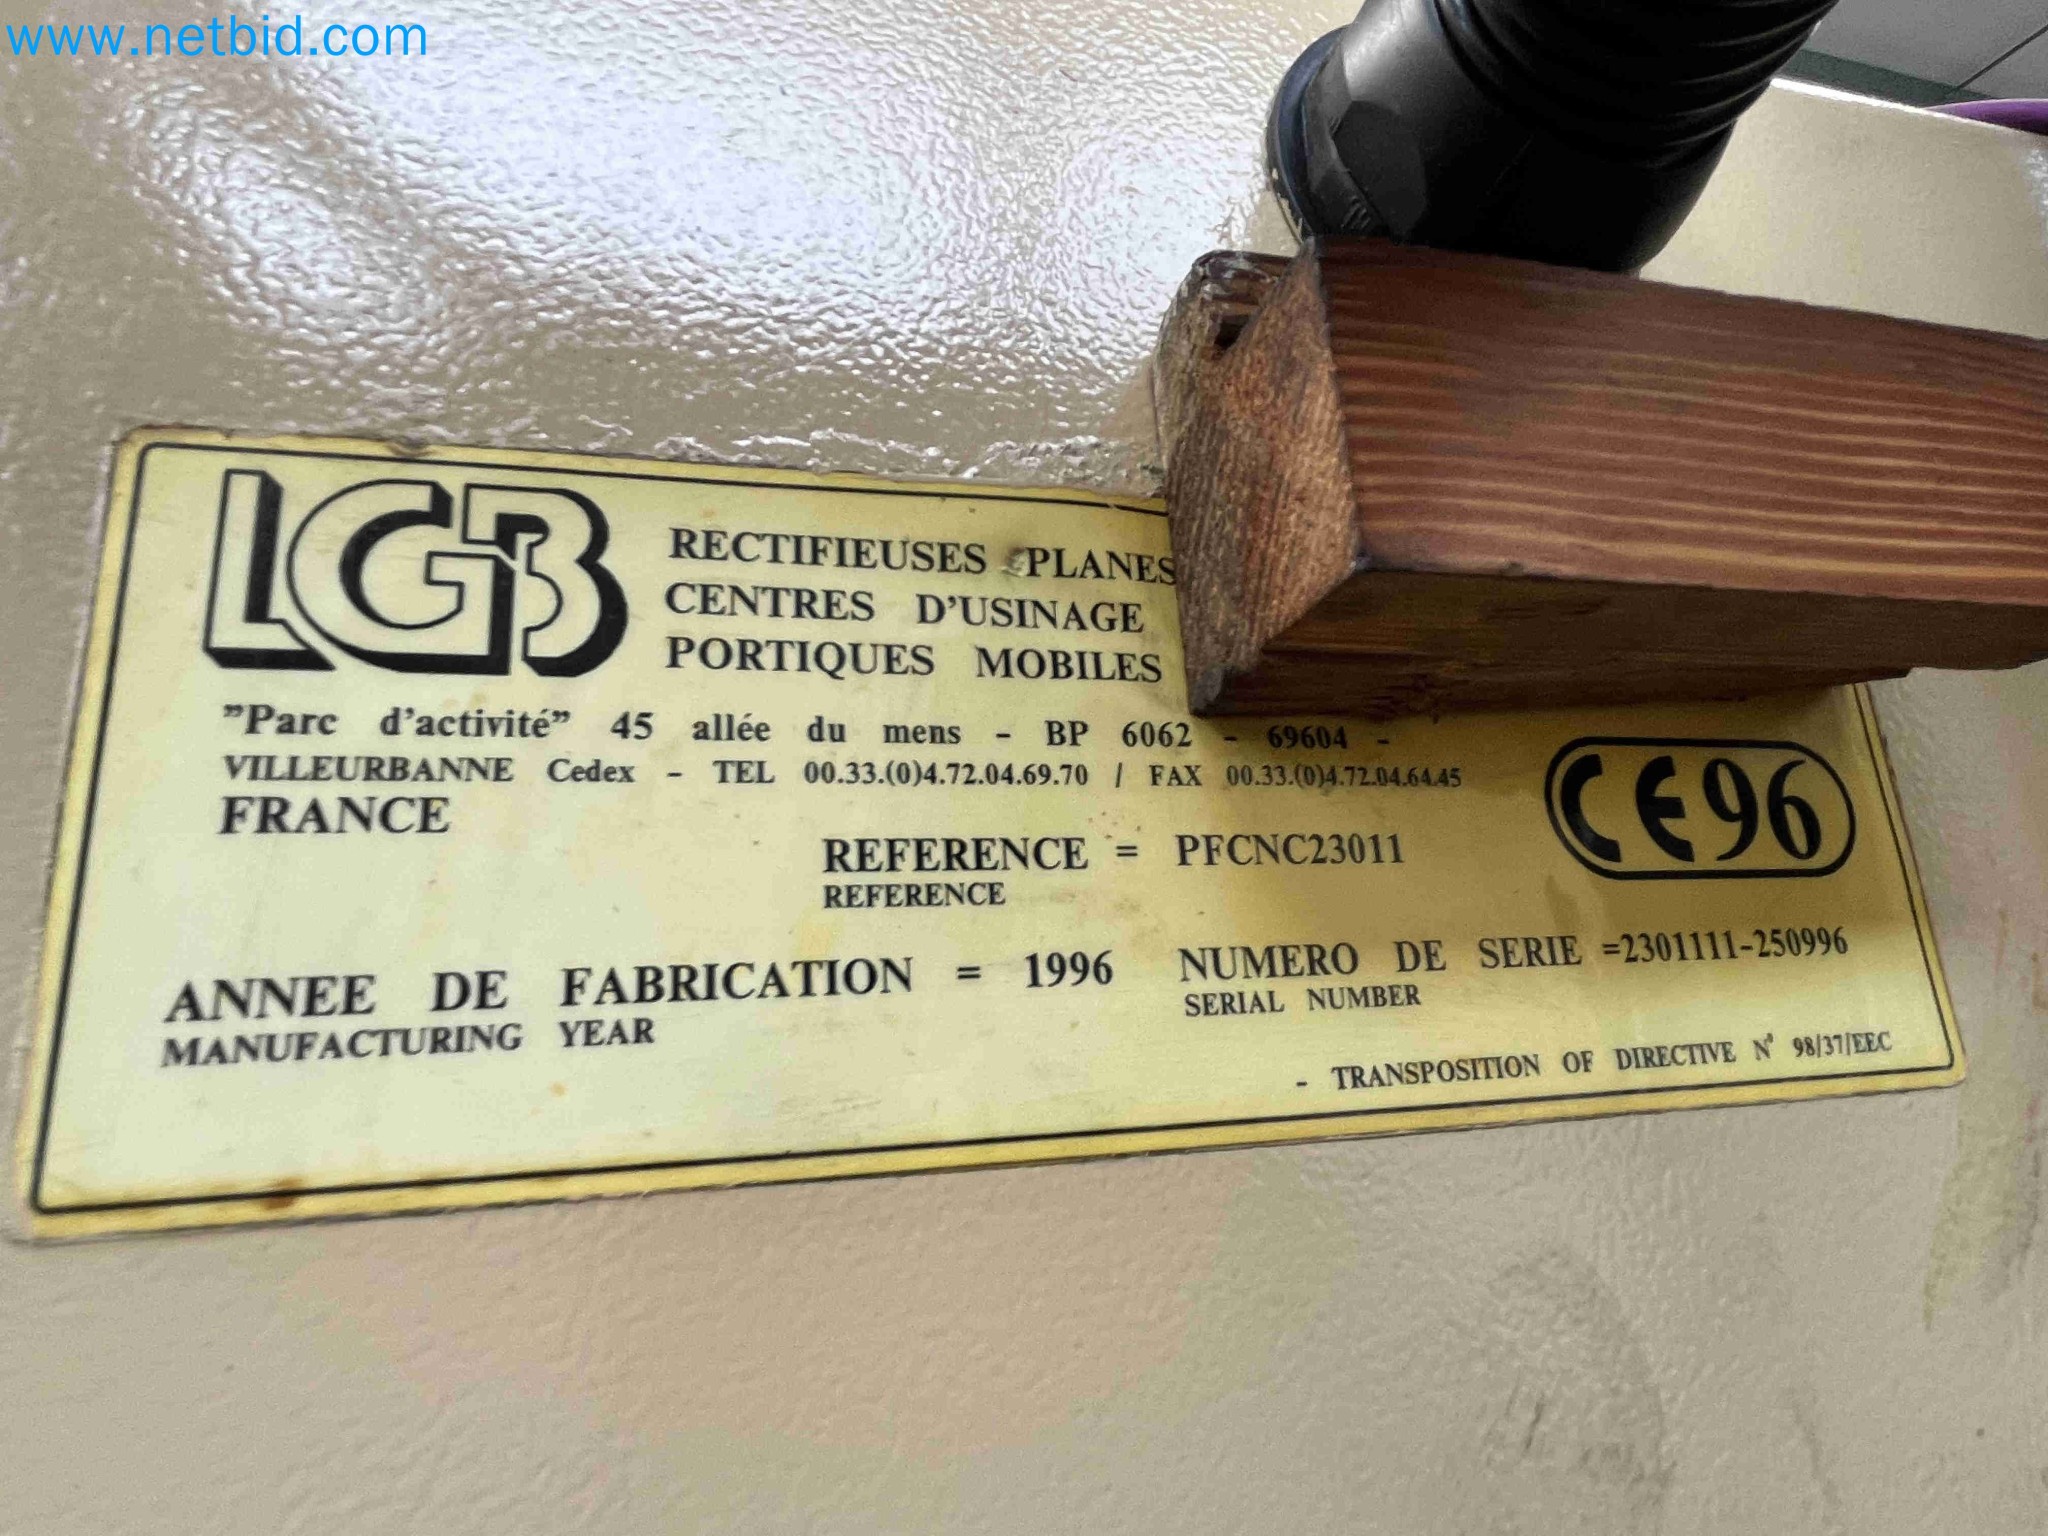 www.netbid.com
LGB
RECTIFIEUSES PLANES
CENTRES D'USINAGE
PORTIQUES MOBILES
"Parc d'activité" 45 allée du mens - BP 6062 - 69604 -
VILLEURBANNE Cedex - TEL 00.33.(0)4.72.04.69.70 / FAX 00.33.(0)4.72.04.64.45
FRANCE
CE96
REFERENCE = PFCNC23011
REFERENCE
ANNEE DE FABRICATION = 1996 NUMERO DE SERIE =2301111-250996
MANUFACTURING YEAR SERIAL NUMBER
- TRANSPOSITION OF DIRECTIVE N° 98/37/EEC